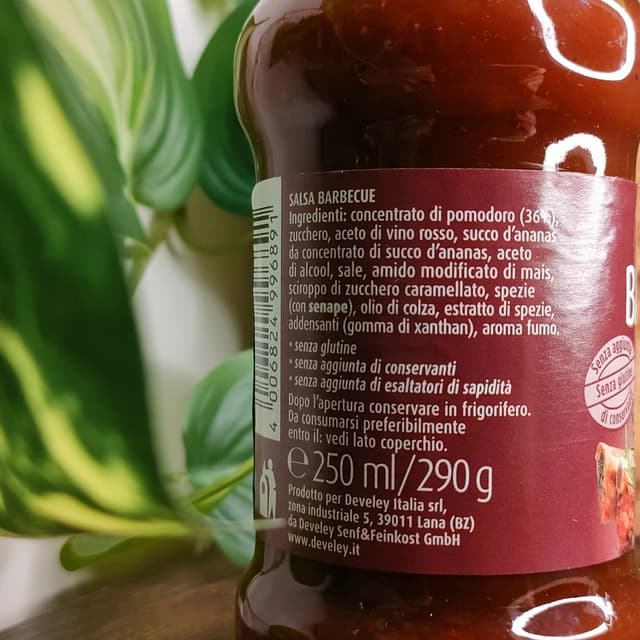 SALSA BARBECUE
Ingredienti: concentrato di pomodoro (36%),
zucchero, aceto di vino rosso, succo d'ananas
da concentrato di succo d'ananas, aceto
di alcool, sale, amido modificato di mais,
sciroppo di zucchero caramellato, spezie
(con senape), olio di colza, estratto di spezie,
addensanti (gomma di xanthan), aroma fumo.
• senza glutine
• senza aggiunta di conservanti
• senza aggiunta di esaltatori di sapidità
Dopo l'apertura conservare in frigorifero.
Da consumarsi preferibilmente
entro il: vedi lato coperchio.
e 250 ml/290 g
Prodotto per Develey Italia srl,
zona industriale 5, 39011 Lana (BZ)
da Develey Senf&Feinkost GmbH
www.develey.it
4 006824 996891
B
Senza
Senza
di